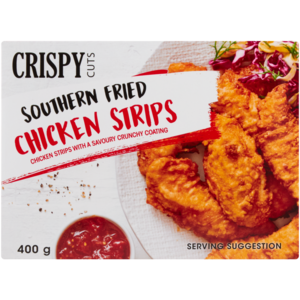 CRISPY CUTS
SOUTHERN FRIED
CHICKEN STRIPS
CHICKEN STRIPS WITH A SAVOURY CRUNCHY COATING
400 g
SERVING SUGGESTION